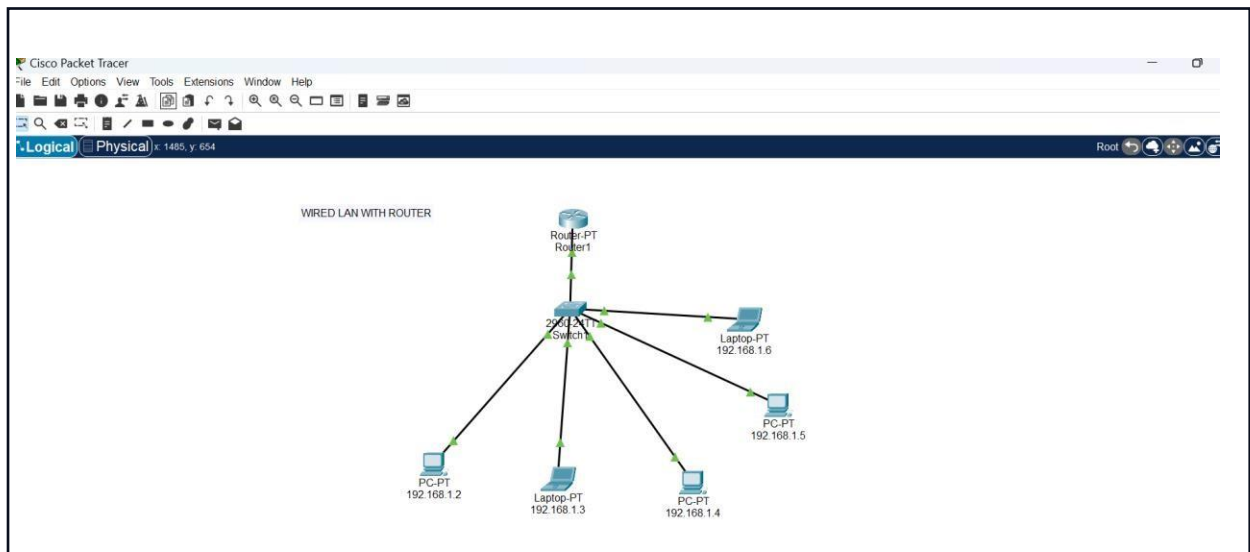 Cisco Packet Tracer
File Edit Options View Tools Extensions Window Help
Logical Physical x: 1485, y: 654 Root
WIRED LAN WITH ROUTER
Router-PT
Router1
2960-24TT
Switch1
Laptop-PT
192.168.1.6
PC-PT
192.168.1.5
PC-PT
192.168.1.2
Laptop-PT
192.168.1.3
PC-PT
192.168.1.4